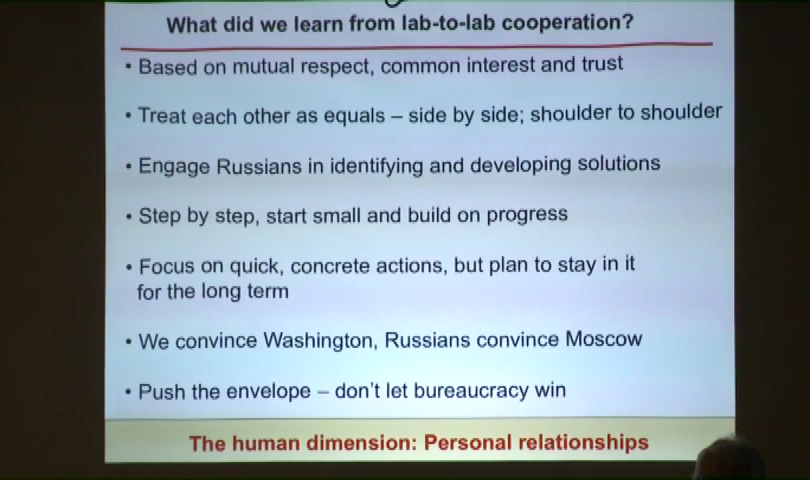 What did we learn from lab-to-lab cooperation?
• Based on mutual respect, common interest and trust
• Treat each other as equals – side by side; shoulder to shoulder
• Engage Russians in identifying and developing solutions
• Step by step, start small and build on progress
• Focus on quick, concrete actions, but plan to stay in it
for the long term
• We convince Washington, Russians convince Moscow
• Push the envelope – don't let bureaucracy win
The human dimension: Personal relationships